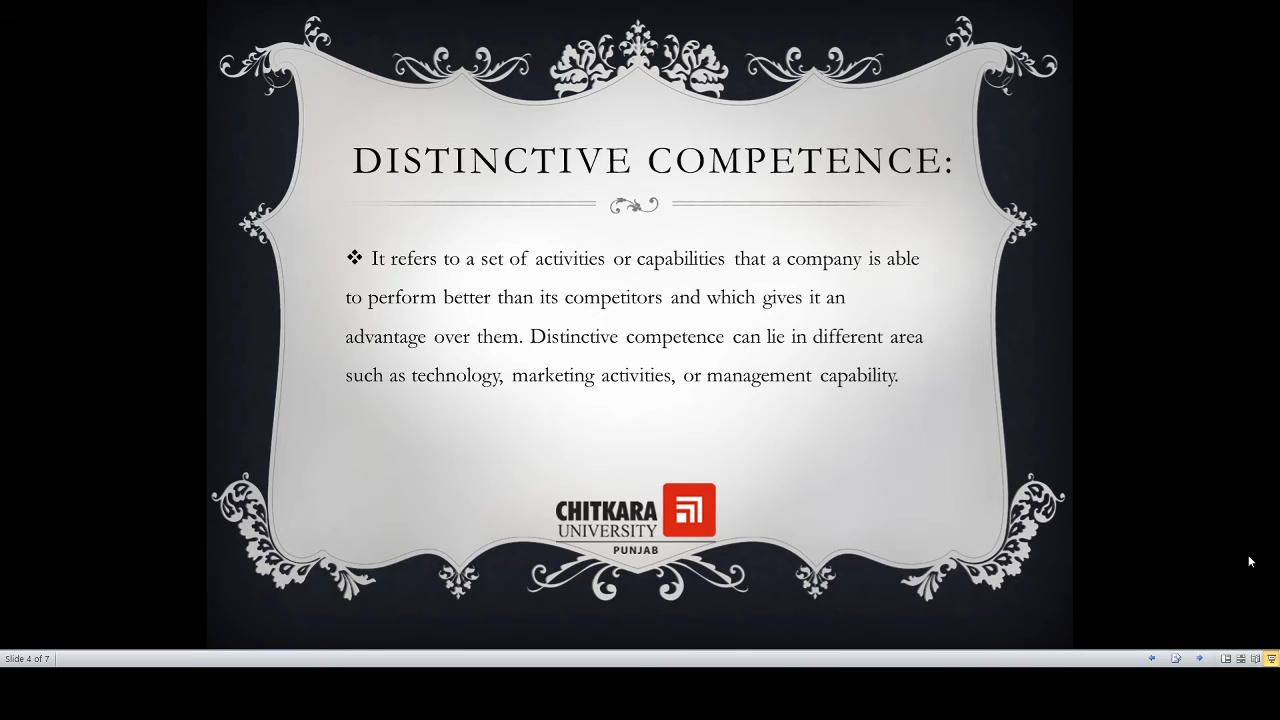 DISTINCTIVE COMPETENCE:
❖ It refers to a set of activities or capabilities that a company is able
to perform better than its competitors and which gives it an
advantage over them. Distinctive competence can lie in different area
such as technology, marketing activities, or management capability.
CHITKARA
UNIVERSITY
PUNJAB
Slide 4 of 7